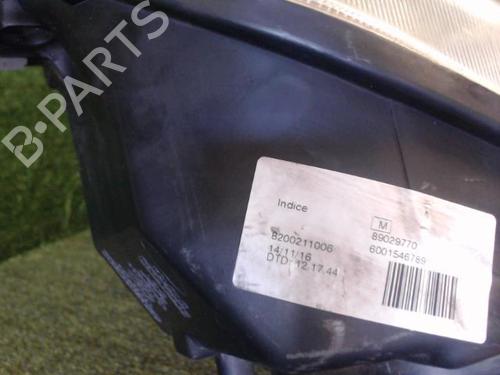 B-PARTS
Indice
M
8200211006 89029770
14/11/16 6001546789
DTD: 12.17.44